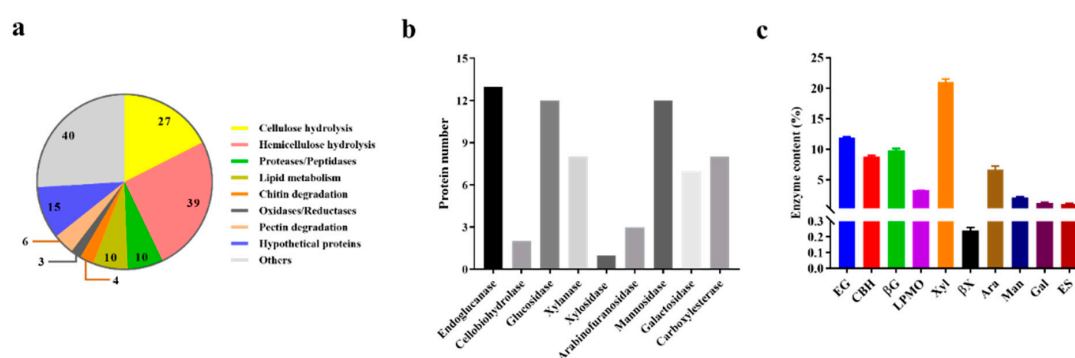 a
27
39
10
10
4
3
6
15
40
Cellulose hydrolysis
Hemicellulose hydrolysis
Proteases/Peptidases
Lipid metabolism
Chitin degradation
Oxidases/Reductases
Pectin degradation
Hypothetical proteins
Others
b
Protein number
15
12
9
6
3
0
Endoglucanase
Cellobiohydrolase
Glucosidase
Xylanase
Xylosidase
Arabinofuranosidase
Mannosidase
Galactosidase
Carboxylesterase
c
Enzyme content (%)
25
20
15
10
5
0.3
0.2
0.1
0.0
EG
CBH
βG
LPMO
Xyl
βX
Ara
Man
Gal
ES